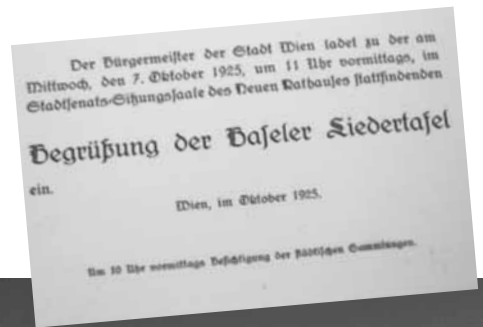 Der Bürgermeister der Stadt Wien ladet zu der am
Mittwoch, den 7. Oktober 1925, um 11 Uhr vormittags, im
Stadtsenats-Sitzungssaale des Neuen Rathauses stattfindenden
Begrüßung der Baseler Liedertafel
ein.
Wien, im Oktober 1925.
Um 10 Uhr vormittags Besichtigung der städtischen Sammlungen.